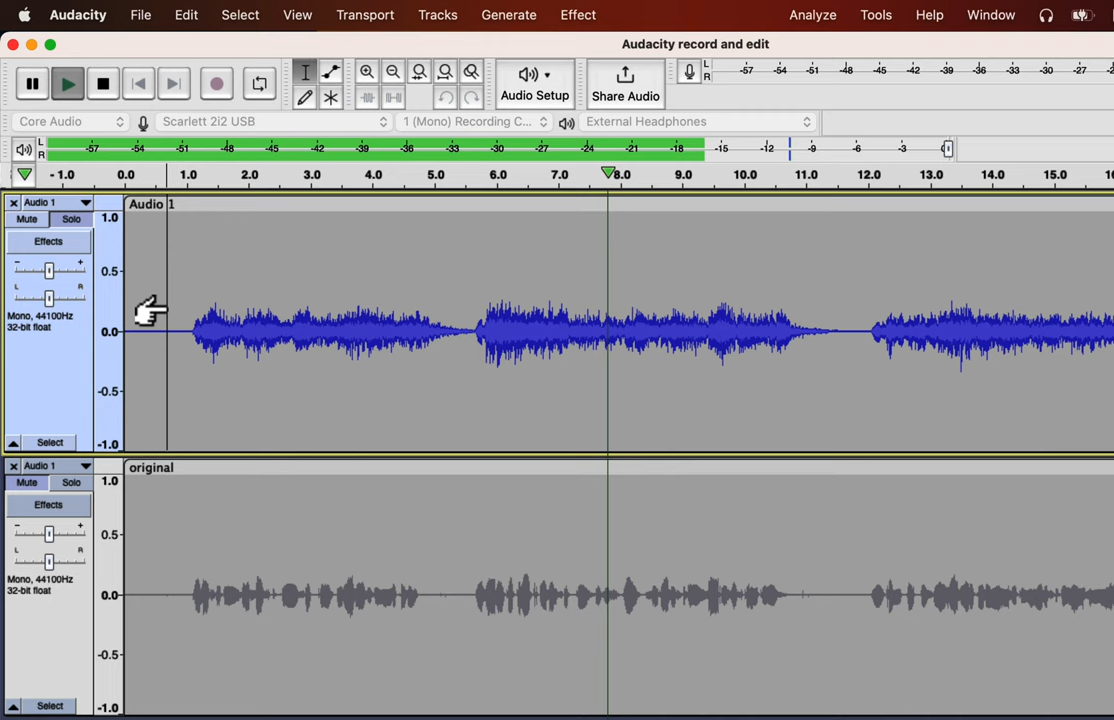 Audacity File Edit Select View Transport Tracks Generate Effect Analyze Tools Help Window
Audacity record and edit
L
R
-57 -54 -51 -48 -45 -42 -39 -36 -33 -30 -27 -24
Audio Setup
Share Audio
Core Audio Scarlett 2i2 USB 1 (Mono) Recording C... External Headphones
L
R
-57 -54 -51 -48 -45 -42 -39 -36 -33 -30 -27 -24 -21 -18 -15 -12 -9 -6 -3
-1.0 0.0 1.0 2.0 3.0 4.0 5.0 6.0 7.0 8.0 9.0 10.0 11.0 12.0 13.0 14.0 15.0
Audio 1
Audio 1
Mute Solo
1.0
Effects
- +
0.5
L R
Mono, 44100Hz
32-bit float
0.0
-0.5
Select
-1.0
Audio 1
original
Mute Solo
1.0
Effects
- +
0.5
L R
Mono, 44100Hz
32-bit float
0.0
-0.5
Select
-1.0